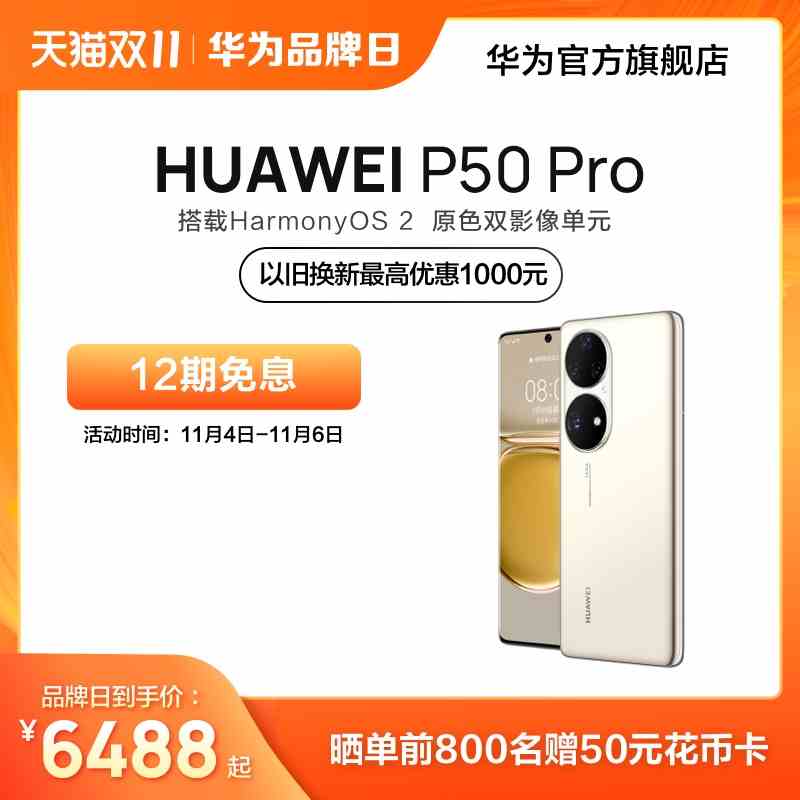 天猫双11 华为品牌日
华为官方旗舰店
HUAWEI P50 Pro
搭载HarmonyOS 2 原色双影像单元
以旧换新最高优惠1000元
12期免息
活动时间：11月4日-11月6日
08:0
HUAWEI
品牌日到手价：
¥6488起
晒单前800名赠50元花币卡